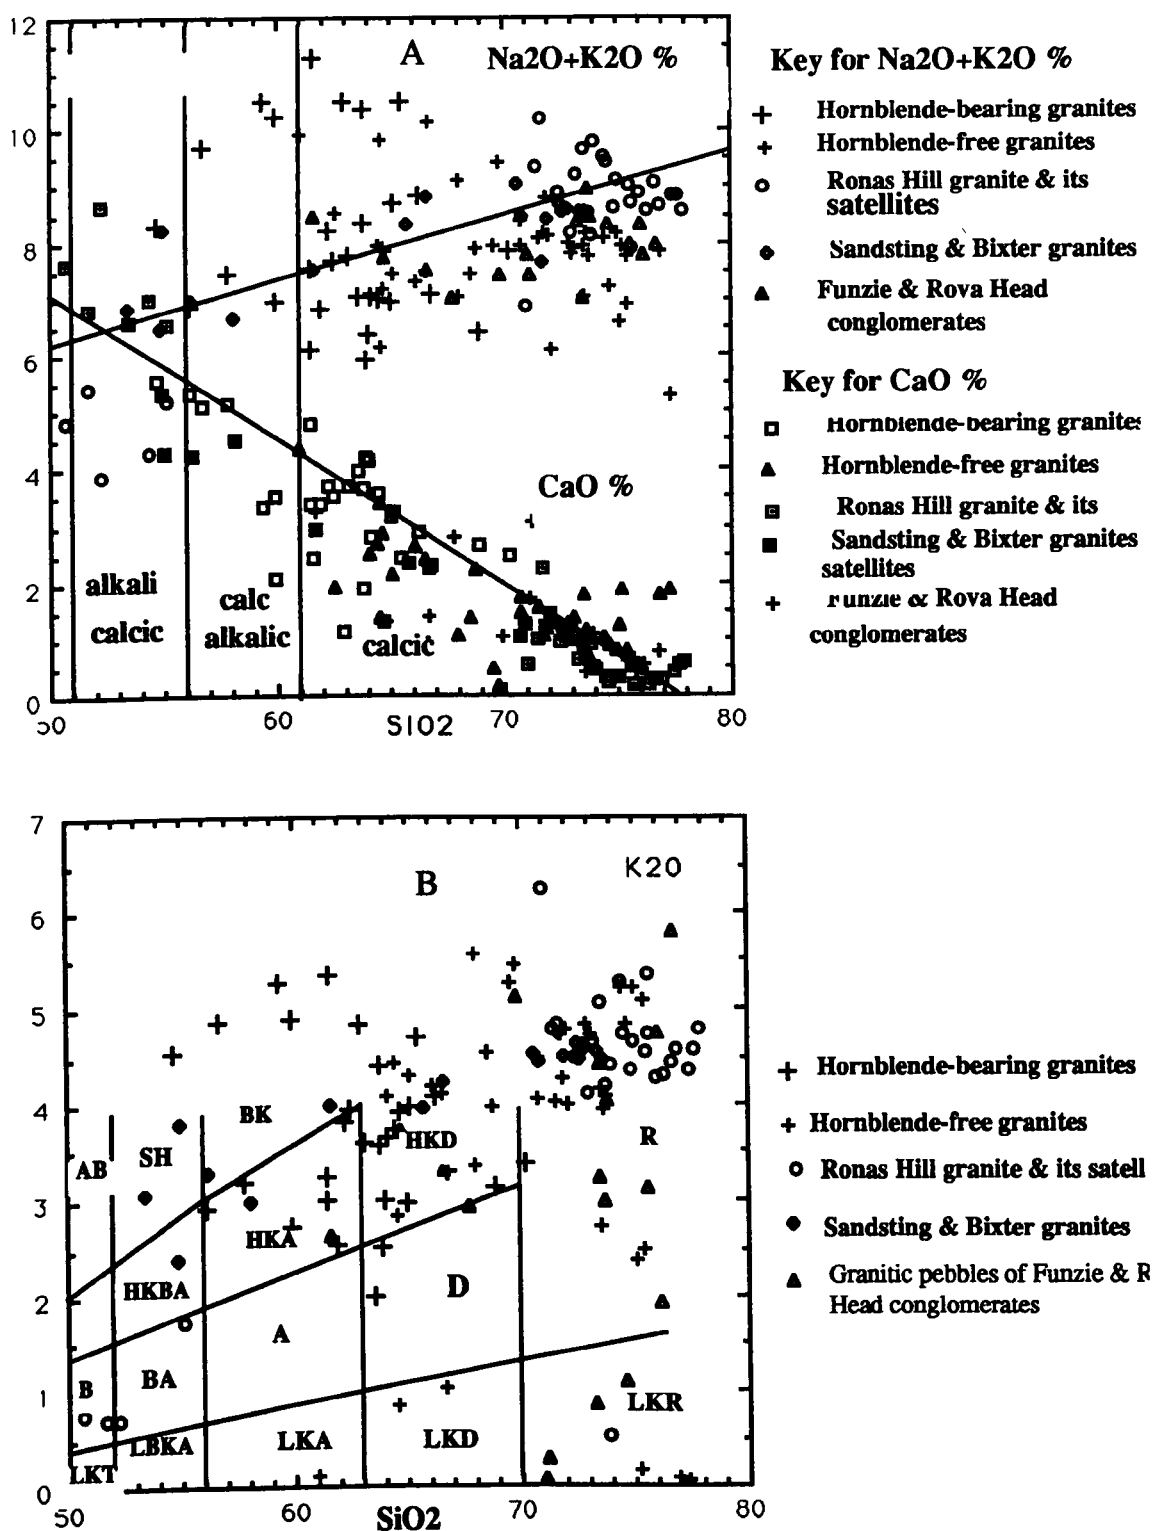 12
10
8
6
4
2
0
A
Na2O+K2O %
CaO %
alkali
calcic
calc
alkalic
calcic
50
60
SIO2
70
80
Key for Na2O+K2O %
Hornblende-bearing granites
Hornblende-free granites
Ronas Hill granite & its
satellites
Sandsting & Bixter granites
Funzie & Rova Head
conglomerates
Key for CaO %
Hornblende-bearing granites
Hornblende-free granites
Ronas Hill granite & its
Sandsting & Bixter granites
satellites
Funzie & Rova Head
conglomerates
7
6
5
4
3
2
1
0
B
K2O
BK
SH
AB
HKD
R
HKA
HKBA
D
A
BA
B
LKR
LBKA
LKA
LKD
LKT
50
60
SiO2
70
80
Hornblende-bearing granites
Hornblende-free granites
Ronas Hill granite & its satell
Sandsting & Bixter granites
Granitic pebbles of Funzie & R
Head conglomerates